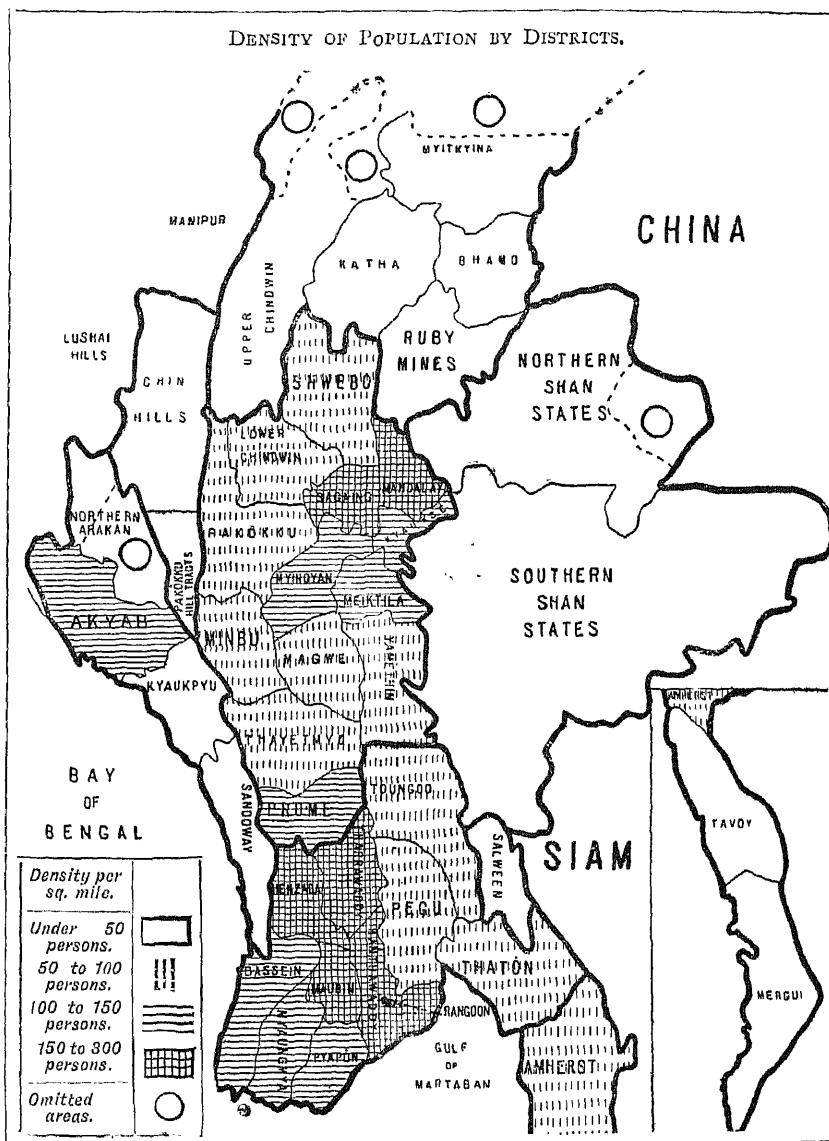 DENSITY OF POPULATION BY DISTRICTS.
MYITKYINA
MANIPUR
CHINA
KATHA
BHAMO
UPPER
CHINDWIN
LUSHAI
HILLS
RUBY
MINES
NORTHERN
SHAN
STATES
CHIN
HILLS
SHWEBO
LOWER
CHINDWIN
SAGAING
MANDALAY
NORTHERN
ARAKAN
PAKÔKKU
PAKOKKU
HILL TRACTS
MYINGYAN
MEIKTILA
SOUTHERN
SHAN
STATES
AKYAB
MINBU
MAGWE
YAMETHIN
KYAUKPYU
AMHERST
THAYETMYO
BAY
OF
BENGAL
SANDOWAY
PROME
TOUNGOO
SALWEEN
SIAM
TAVOY
HENZADA
PEGU
BASSEIN
MAUBIN
THATÔN
MERGUI
RANGOON
PYAPÔN
GULF
OF
MARTABAN
AMHERST
Density per
sq. mile.
Under 50
persons.
50 to 100
persons.
100 to 150
persons.
150 to 300
persons.
Omitted
areas.